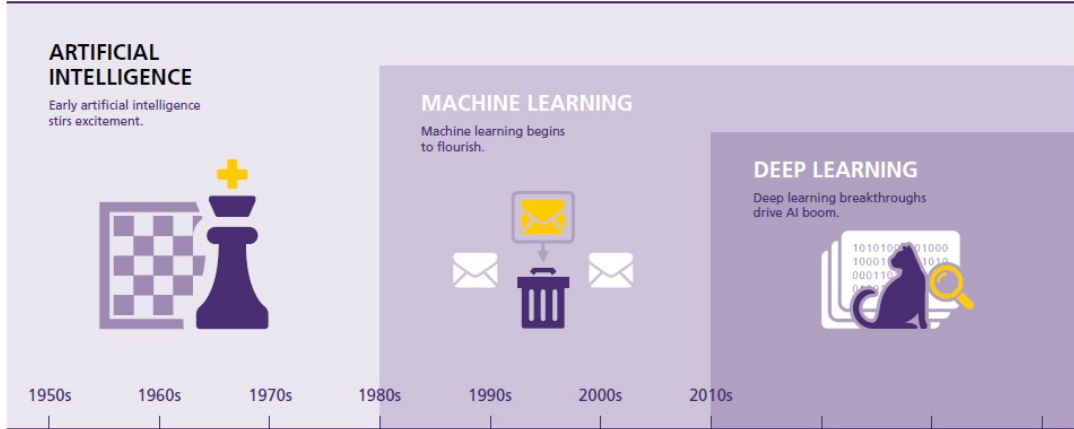 ARTIFICIAL
INTELLIGENCE
Early artificial intelligence
stirs excitement.
MACHINE LEARNING
Machine learning begins
to flourish.
DEEP LEARNING
Deep learning breakthroughs
drive AI boom.
1950s 1960s 1970s 1980s 1990s 2000s 2010s